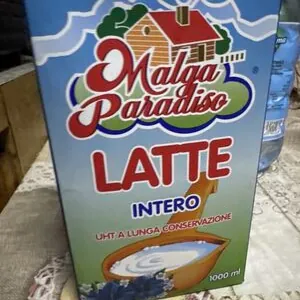 Malga
Paradiso
®
LATTE
INTERO
UHT A LUNGA CONSERVAZIONE
1000 ml